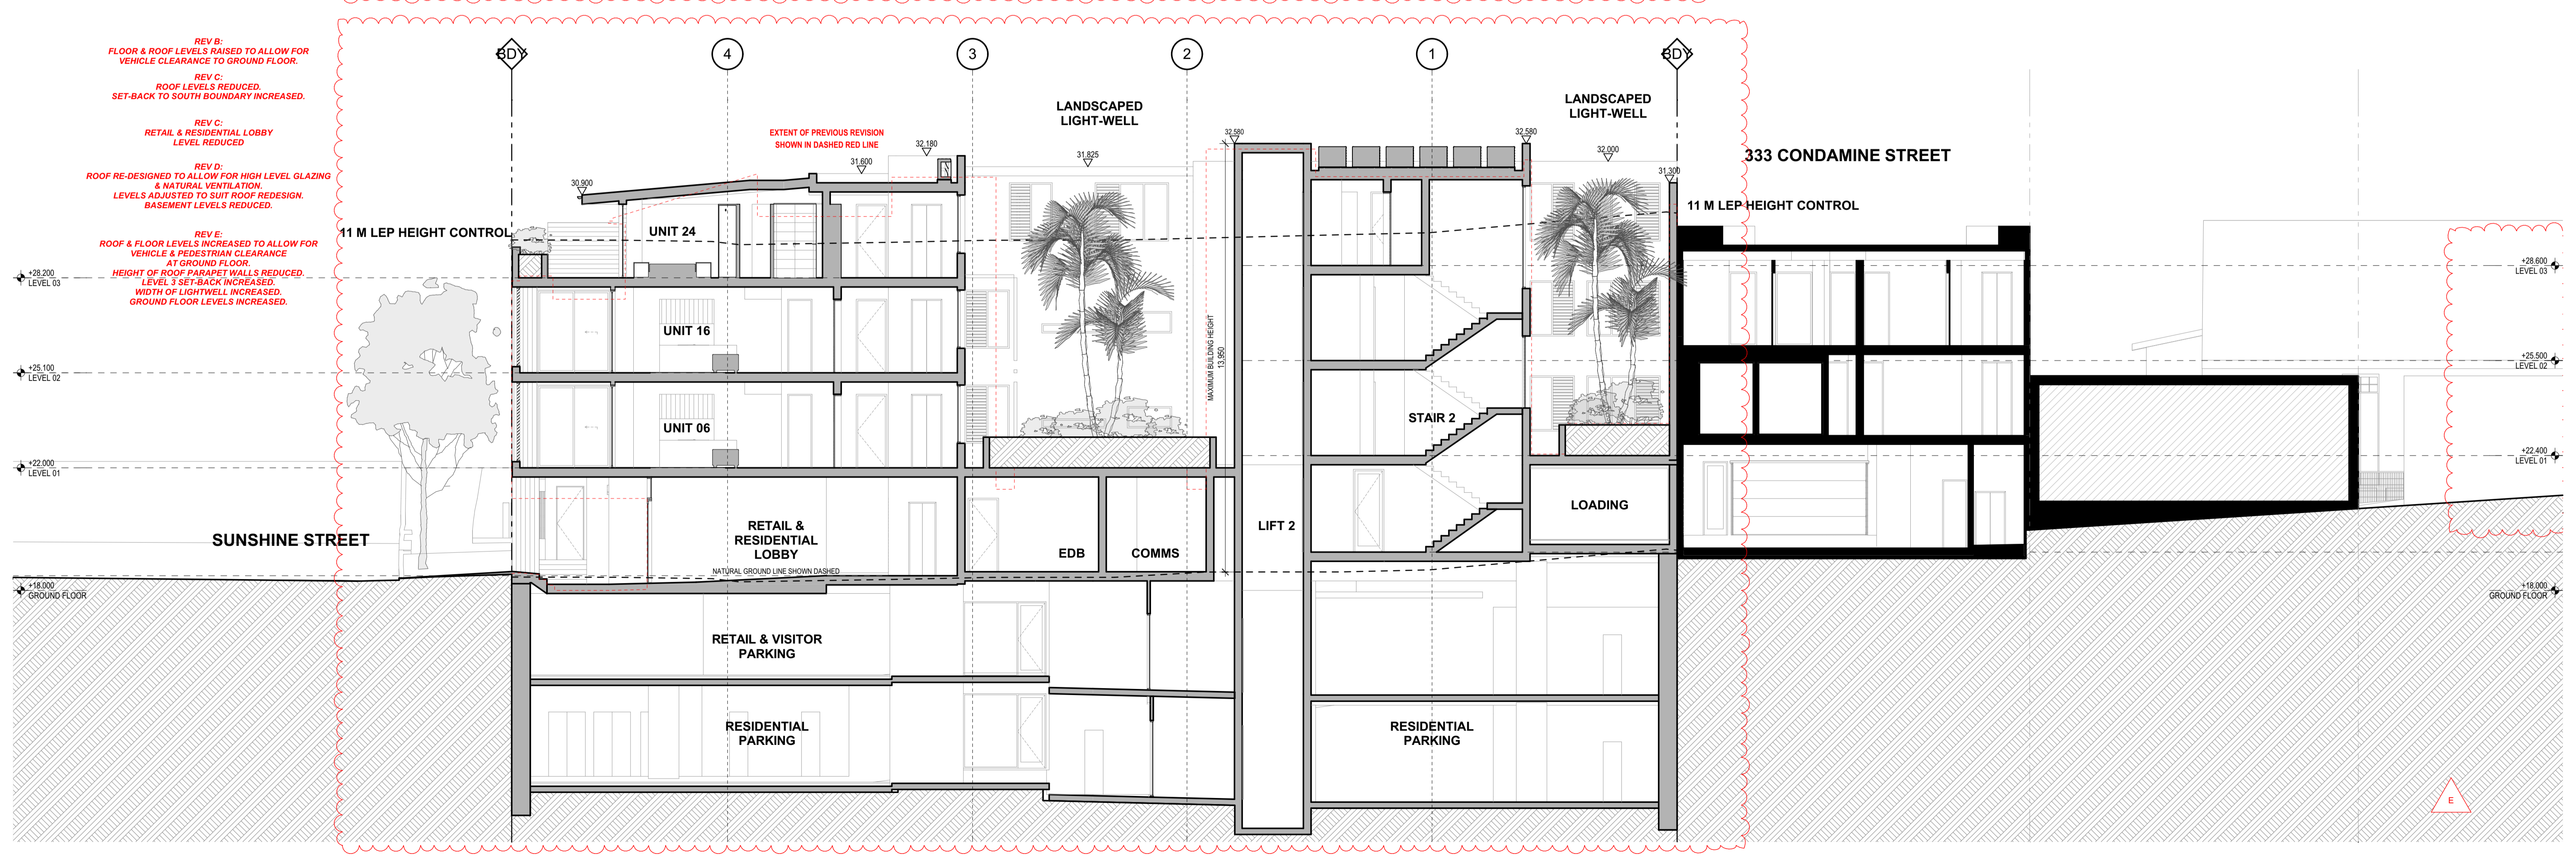 REV B:
FLOOR & ROOF LEVELS RAISED TO ALLOW FOR
VEHICLE CLEARANCE TO GROUND FLOOR.
REV C:
ROOF LEVELS REDUCED.
SET-BACK TO SOUTH BOUNDARY INCREASED.
REV C:
RETAIL & RESIDENTIAL LOBBY
LEVEL REDUCED
REV D:
ROOF RE-DESIGNED TO ALLOW FOR HIGH LEVEL GLAZING
& NATURAL VENTILATION.
LEVELS ADJUSTED TO SUIT ROOF REDESIGN.
BASEMENT LEVELS REDUCED.
REV E:
ROOF & FLOOR LEVELS INCREASED TO ALLOW FOR
VEHICLE & PEDESTRIAN CLEARANCE
AT GROUND FLOOR.
HEIGHT OF ROOF PARAPET WALLS REDUCED.
LEVEL 3 SET-BACK INCREASED.
WIDTH OF LIGHTWELL INCREASED.
GROUND FLOOR LEVELS INCREASED.
BDY
4
3
2
1
BDY
LANDSCAPED
LIGHT-WELL
LANDSCAPED
LIGHT-WELL
EXTENT OF PREVIOUS REVISION
SHOWN IN DASHED RED LINE
30.900
31.600
32.180
31.825
32.580
32.580
32.000
31.300
333 CONDAMINE STREET
11 M LEP HEIGHT CONTROL
11 M LEP HEIGHT CONTROL
UNIT 24
+28.200
LEVEL 03
+28.600
LEVEL 03
UNIT 16
MAXIMUM BUILDING HEIGHT
13.950
+25.100
LEVEL 02
+25.500
LEVEL 02
UNIT 06
STAIR 2
+22.000
LEVEL 01
+22.400
LEVEL 01
SUNSHINE STREET
RETAIL &
RESIDENTIAL
LOBBY
EDB
COMMS
LIFT 2
LOADING
NATURAL GROUND LINE SHOWN DASHED
+18.000
GROUND FLOOR
+18.000
GROUND FLOOR
RETAIL & VISITOR
PARKING
RESIDENTIAL
PARKING
RESIDENTIAL
PARKING
E